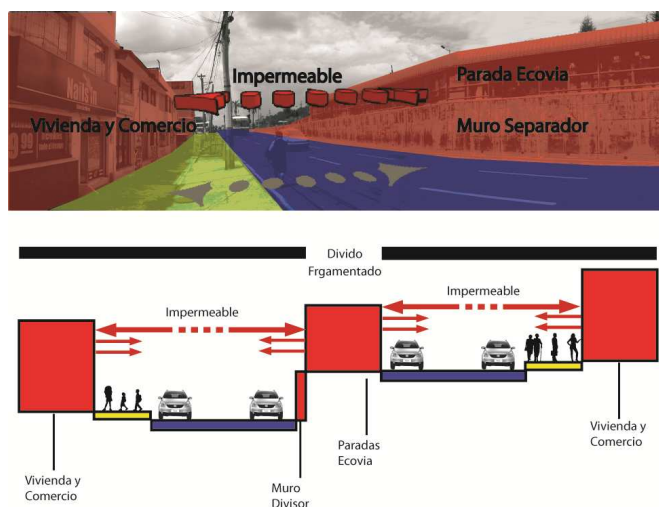 Impermeable
Parada Ecovia
Vivienda y Comercio
Muro Separador
Divido
Frgamentado
Impermeable
Impermeable
Vivienda y
Comercio
Paradas
Ecovia
Vivienda y
Comercio
Muro
Divisor